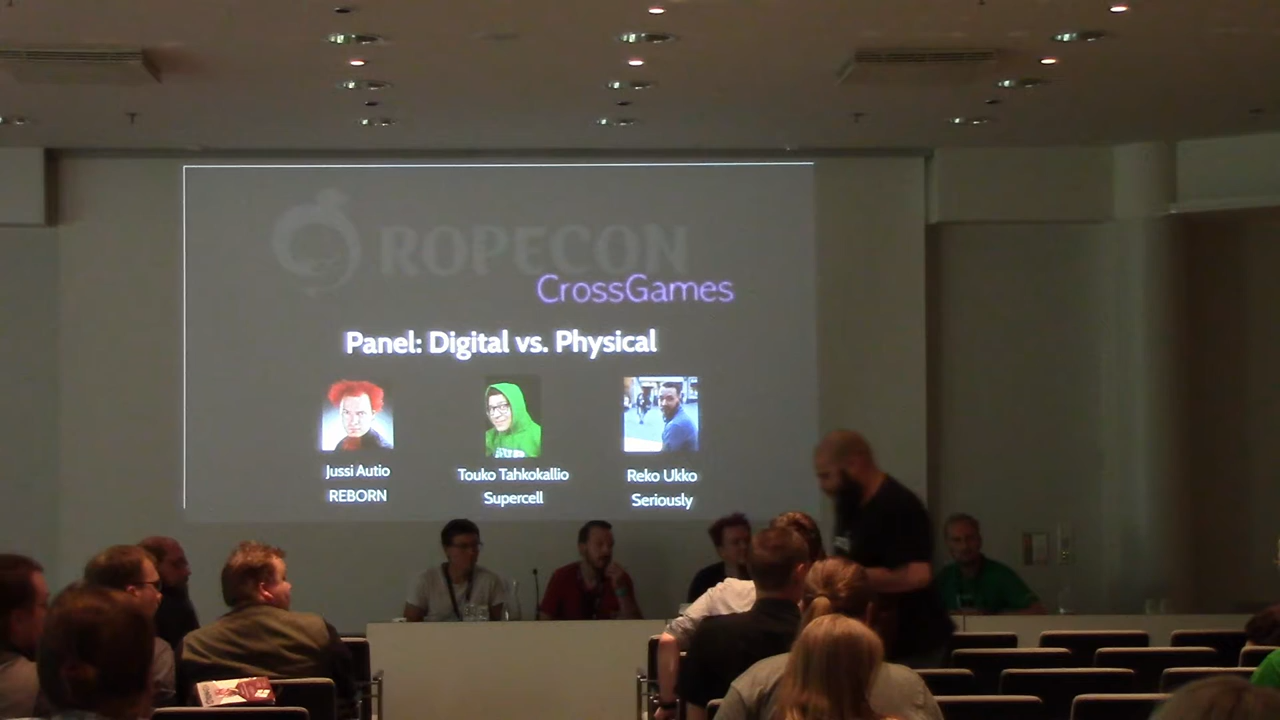 ROPECON
CrossGames
Panel: Digital vs. Physical
Jussi Autio
REBORN
Touko Tahkokallio
Supercell
Reko Ukko
Seriously